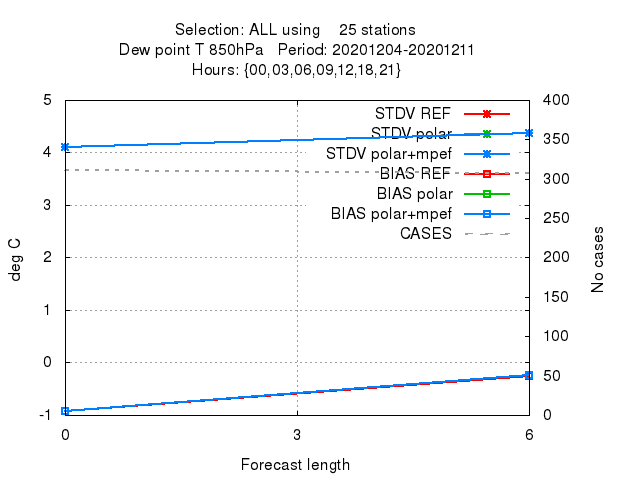 Selection: ALL using 25 stations
Dew point T 850hPa Period: 20201204-20201211
Hours: {00,03,06,09,12,18,21}
5 400
STDV REF
STDV polar
350
4
STDV polar+mpef
BIAS REF
300
BIAS polar
3
BIAS polar+mpef
250
CASES
2 200
deg C
No cases
150
1
100
0
50
-1 0
0 3 6
Forecast length